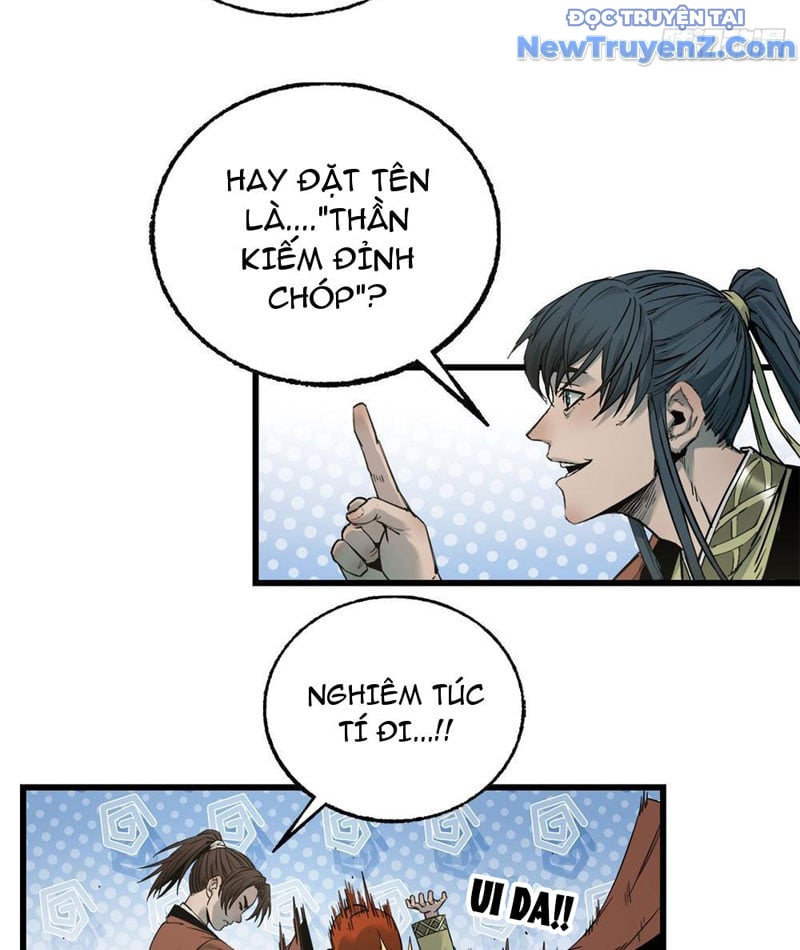 ĐỌC TRUYỆN TẠI
NewTruyenZ.com
HAY ĐẶT TÊN
LÀ...."THẦN
KIẾM ĐỈNH
CHÓP"?
NGHIÊM TÚC
TÍ ĐI...!!
UI DA!!